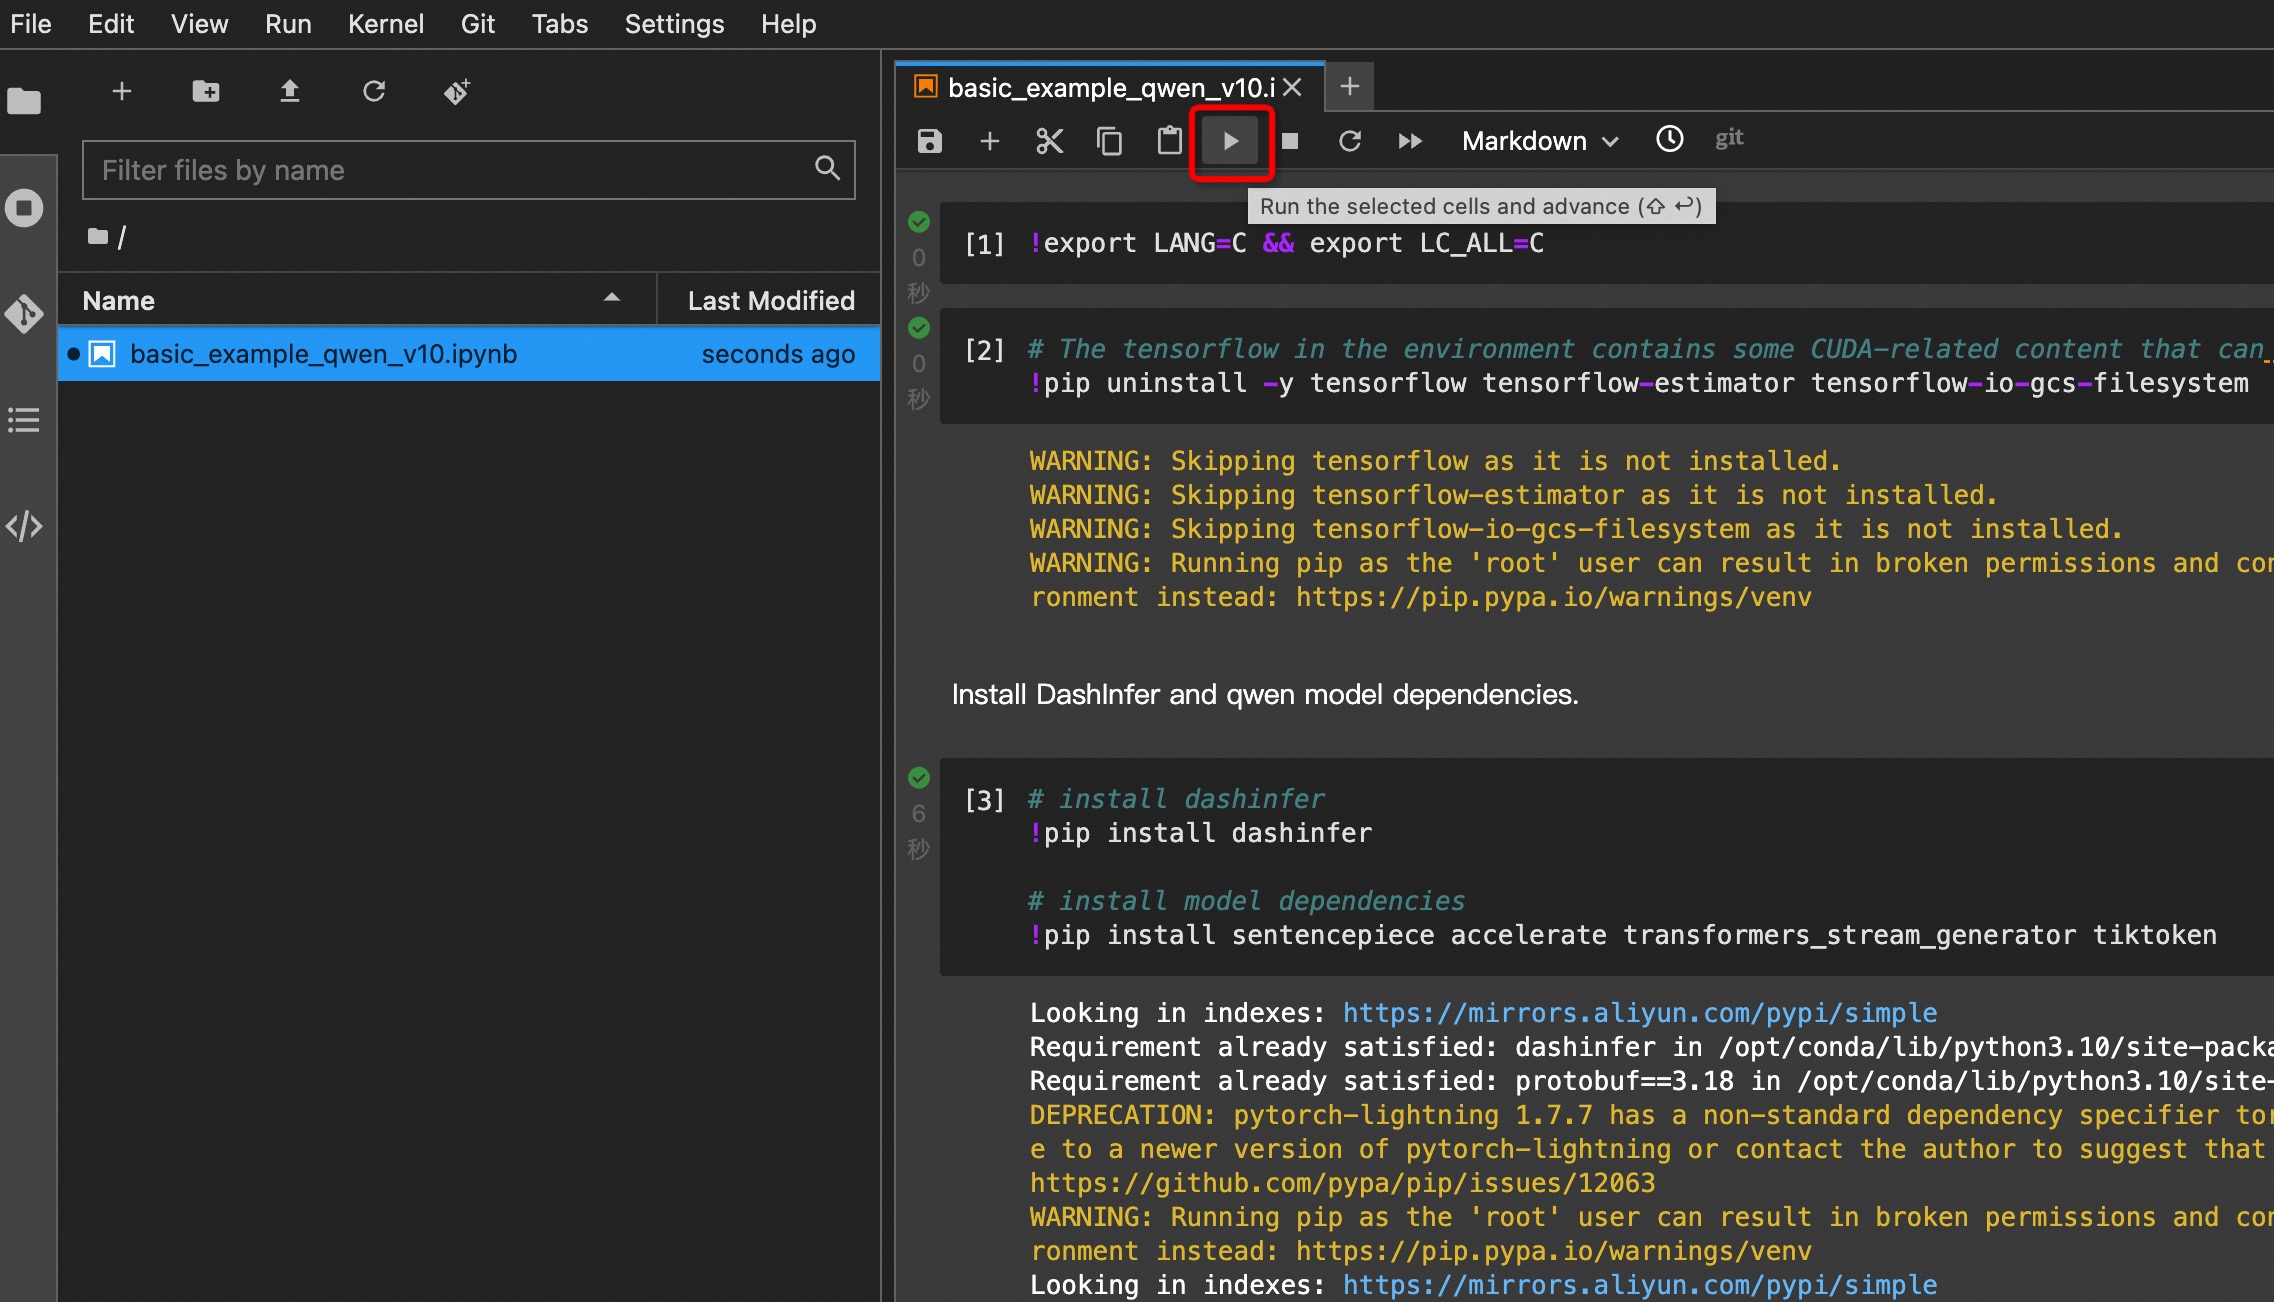 File Edit View Run Kernel Git Tabs Settings Help
basic_example_qwen_v10.i
Markdown
git
Filter files by name
Run the selected cells and advance (⇧ ↩)
/
Name
Last Modified
basic_example_qwen_v10.ipynb
seconds ago
[1] !export LANG=C && export LC_ALL=C
0
秒
[2] # The tensorflow in the environment contains some CUDA-related content that can
!pip uninstall -y tensorflow tensorflow-estimator tensorflow-io-gcs-filesystem
0
秒
WARNING: Skipping tensorflow as it is not installed.
WARNING: Skipping tensorflow-estimator as it is not installed.
WARNING: Skipping tensorflow-io-gcs-filesystem as it is not installed.
WARNING: Running pip as the 'root' user can result in broken permissions and con
ronment instead: https://pip.pypa.io/warnings/venv
Install DashInfer and qwen model dependencies.
[3] # install dashinfer
!pip install dashinfer
6
秒
# install model dependencies
!pip install sentencepiece accelerate transformers_stream_generator tiktoken
Looking in indexes: https://mirrors.aliyun.com/pypi/simple
Requirement already satisfied: dashinfer in /opt/conda/lib/python3.10/site-packa
Requirement already satisfied: protobuf==3.18 in /opt/conda/lib/python3.10/site-
DEPRECATION: pytorch-lightning 1.7.7 has a non-standard dependency specifier tor
e to a newer version of pytorch-lightning or contact the author to suggest that
https://github.com/pypa/pip/issues/12063
WARNING: Running pip as the 'root' user can result in broken permissions and con
ronment instead: https://pip.pypa.io/warnings/venv
Looking in indexes: https://mirrors.aliyun.com/pypi/simple